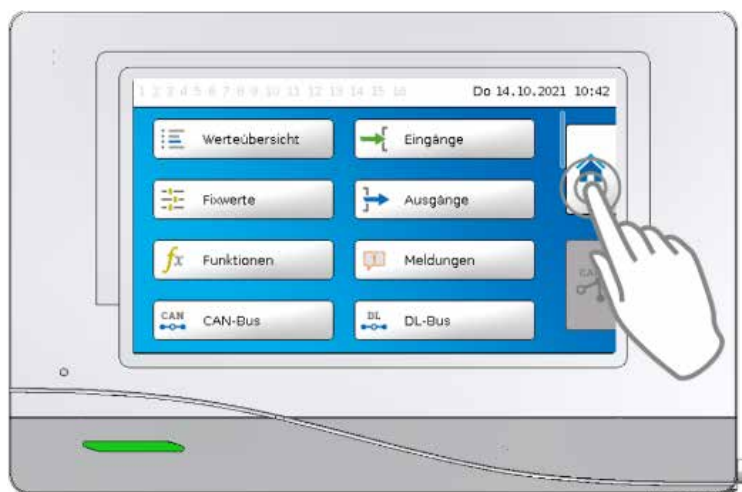 1 2 3 4 5 6 7 8 9 10 11 12 13 14 15 16
Do 14.10.2021 10:42
Werteübersicht
Eingänge
Fixwerte
Ausgänge
Funktionen
Meldungen
CAN
CAN-Bus
DL
DL-Bus